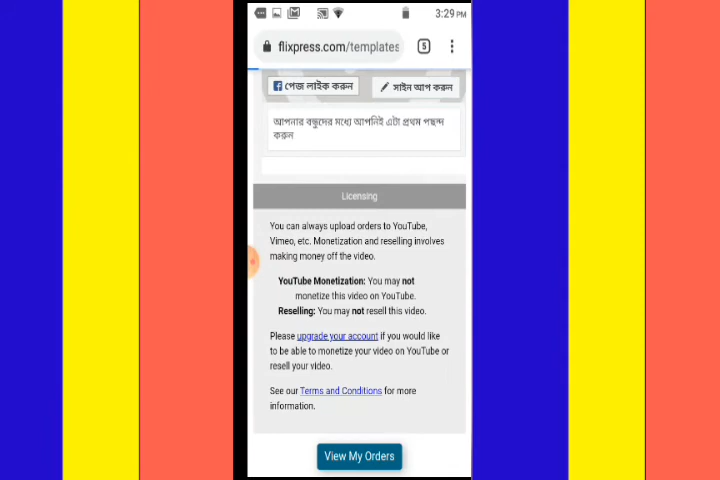 3:29 PM
flixpress.com/templates
5
পেজ লাইক করুন
সাইন আপ করুন
আপনার বন্ধুদের মধ্যে আপনিই এটা প্রথম পছন্দ
করুন
Licensing
You can always upload orders to YouTube,
Vimeo, etc. Monetization and reselling involves
making money off the video.
YouTube Monetization: You may not
monetize this video on YouTube.
Reselling: You may not resell this video.
Please upgrade your account if you would like
to be able to monetize your video on YouTube or
resell your video.
See our Terms and Conditions for more
information.
View My Orders